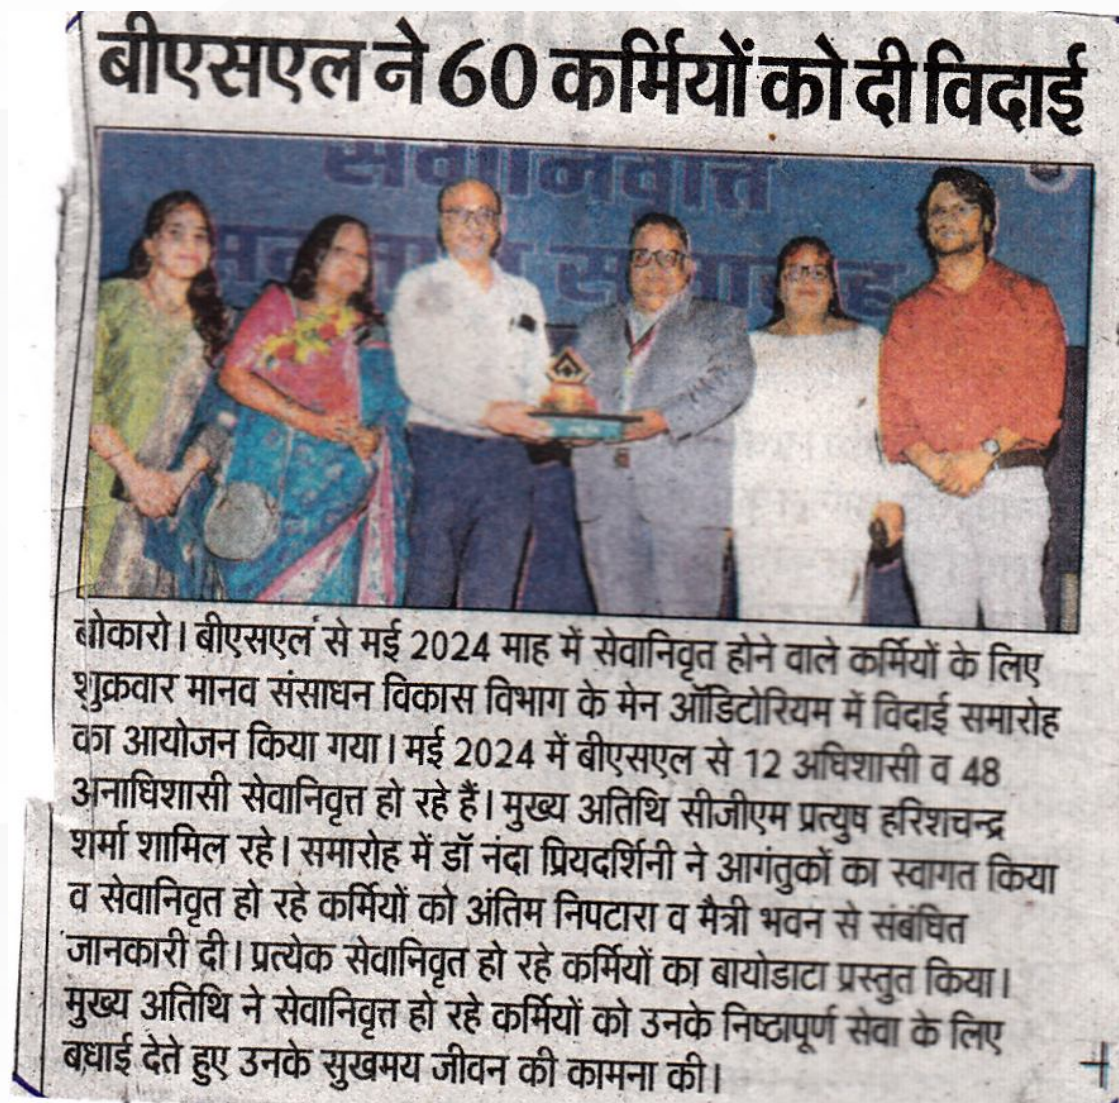 बीएसएल ने 60 कर्मियों को दी विदाई
सेवानिवृत्ति
समारोह
बोकारो। बीएसएल से मई 2024 माह में सेवानिवृत होने वाले कर्मियों के लिए
शुक्रवार मानव संसाधन विकास विभाग के मेन ऑडिटोरियम में विदाई समारोह
का आयोजन किया गया। मई 2024 में बीएसएल से 12 अधिशासी व 48
अनाधिशासी सेवानिवृत्त हो रहे हैं। मुख्य अतिथि सीजीएम प्रत्युष हरिशचन्द्र
शर्मा शामिल रहे। समारोह में डॉ नंदा प्रियदर्शिनी ने आगंतुकों का स्वागत किया
व सेवानिवृत हो रहे कर्मियों को अंतिम निपटारा व मैत्री भवन से संबंधित
जानकारी दी। प्रत्येक सेवानिवृत हो रहे कर्मियों का बायोडाटा प्रस्तुत किया।
मुख्य अतिथि ने सेवानिवृत्त हो रहे कर्मियों को उनके निष्ठापूर्ण सेवा के लिए
बधाई देते हुए उनके सुखमय जीवन की कामना की।